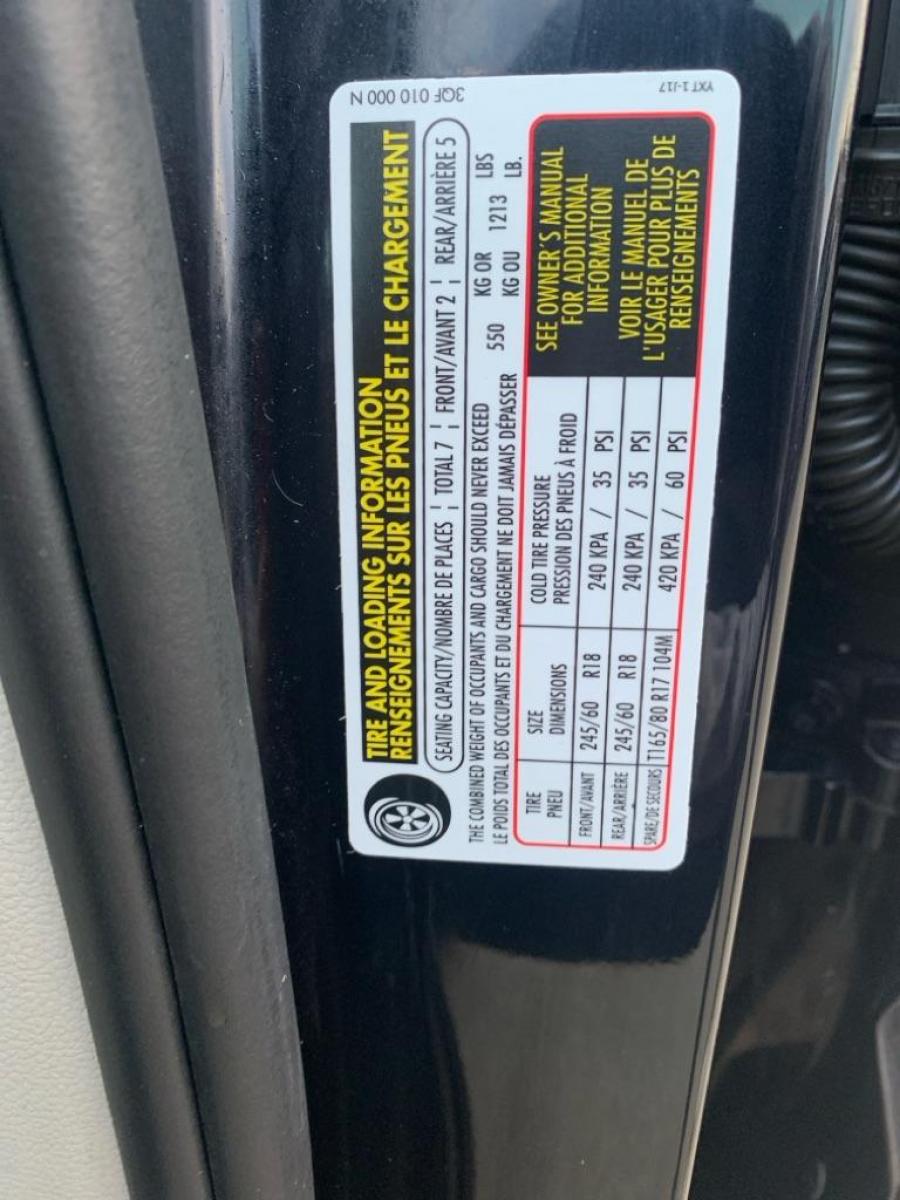 3QF 010 000 N
TIRE AND LOADING INFORMATION
RENSEIGNEMENTS SUR LES PNEUS ET LE CHARGEMENT
SEATING CAPACITY/NOMBRE DE PLACES ¦ TOTAL 7 ¦ FRONT/AVANT 2 ¦ REAR/ARRIÈRE 5
THE COMBINED WEIGHT OF OCCUPANTS AND CARGO SHOULD NEVER EXCEED 550 KG OR 1213 LBS
LE POIDS TOTAL DES OCCUPANTS ET DU CHARGEMENT NE DOIT JAMAIS DÉPASSER KG OU LB.
TIRE SIZE COLD TIRE PRESSURE
PNEU DIMENSIONS PRESSION DES PNEUS À FROID
FRONT/AVANT 245/60 R18 240 KPA / 35 PSI
REAR/ARRIÈRE 245/60 R18 240 KPA / 35 PSI
SPARE/DE SECOURS T165/80 R17 104M 420 KPA / 60 PSI
SEE OWNER'S MANUAL
FOR ADDITIONAL
INFORMATION
VOIR LE MANUEL DE
L'USAGER POUR PLUS DE
RENSEIGNEMENTS
YXT 1-J17